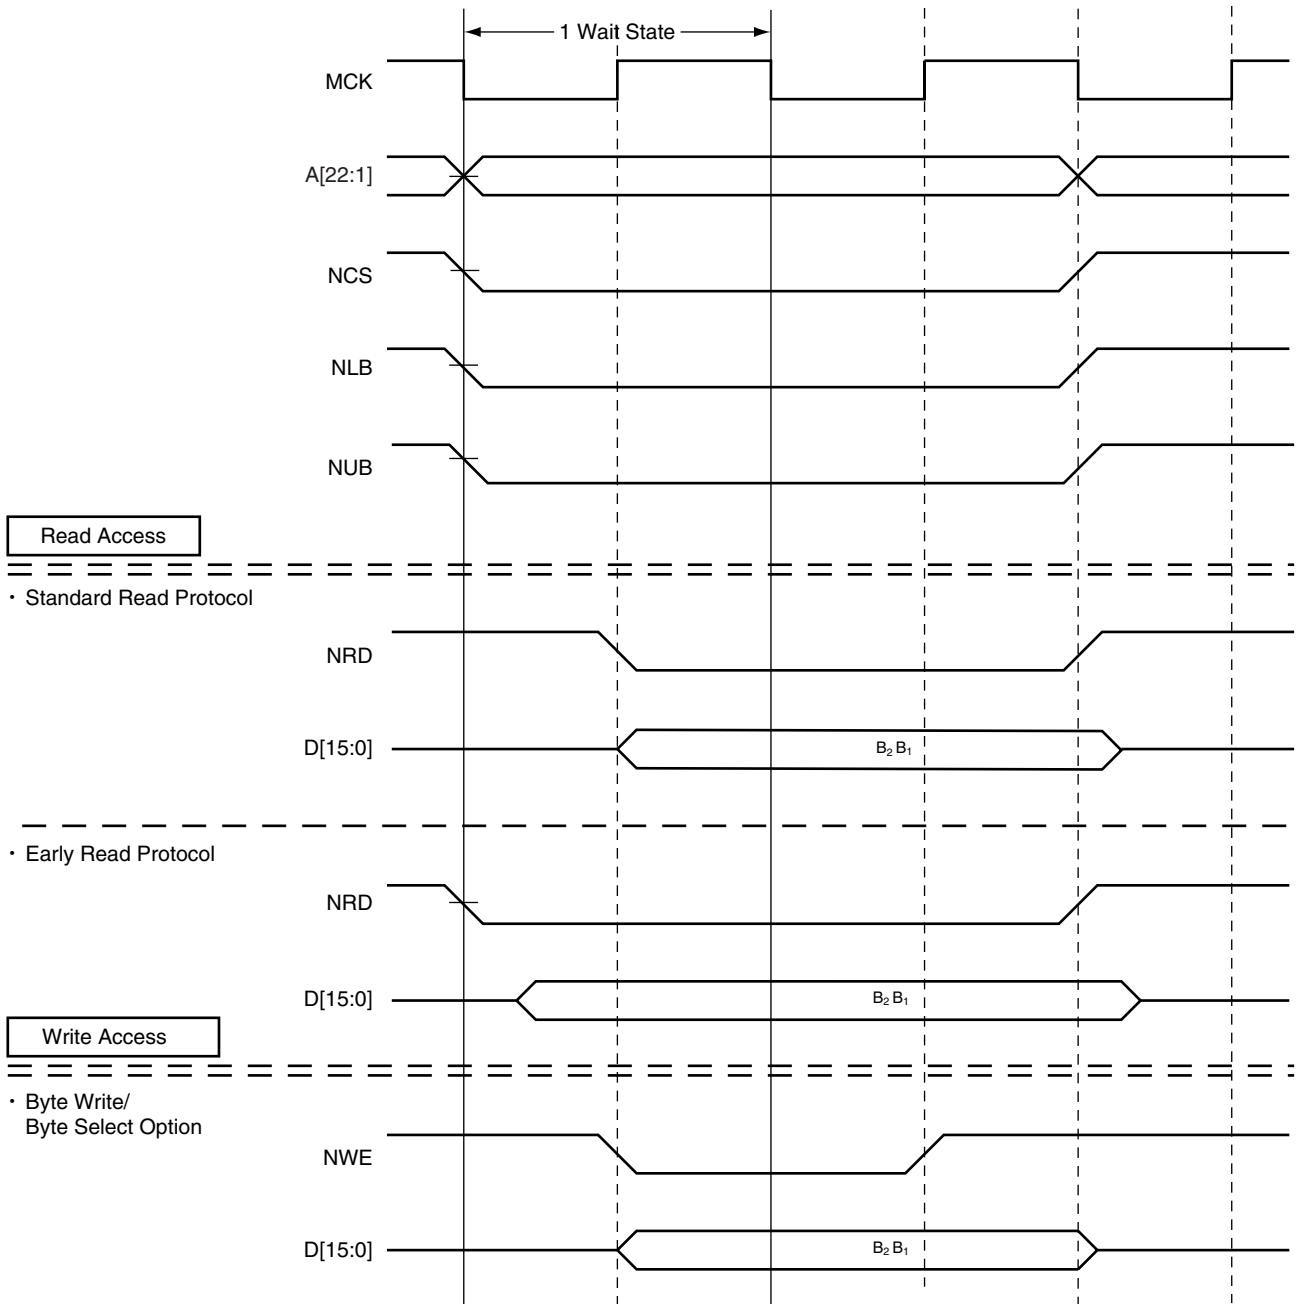 1 Wait State
MCK
A[22:1]
NCS
NLB
NUB
Read Access
· Standard Read Protocol
NRD
D[15:0] B₂ B₁
· Early Read Protocol
NRD
D[15:0] B₂ B₁
Write Access
· Byte Write/
Byte Select Option
NWE
D[15:0] B₂ B₁